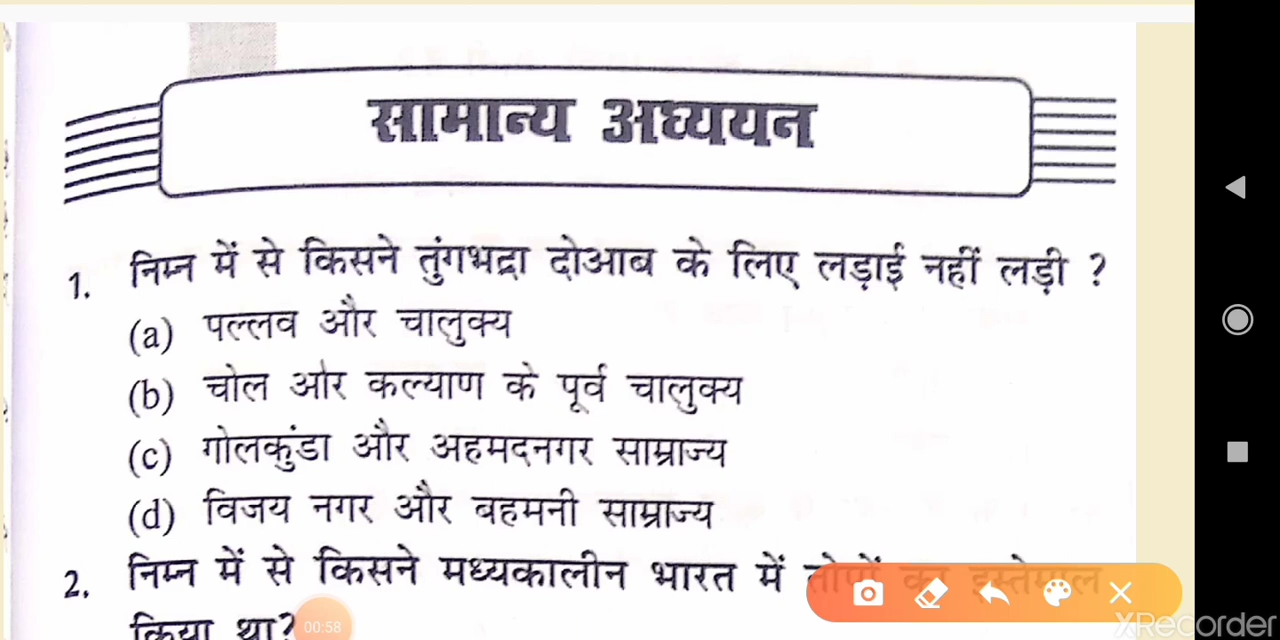 सामान्य अध्ययन
1. निम्न में से किसने तुंगभद्रा दोआब के लिए लड़ाई नहीं लड़ी ?
(a) पल्लव और चालुक्य
(b) चोल और कल्याण के पूर्व चालुक्य
(c) गोलकुंडा और अहमदनगर साम्राज्य
(d) विजय नगर और बहमनी साम्राज्य
2. निम्न में से किसने मध्यकालीन भारत में तोपों का इस्तेमाल
किया था?
00:58
XRecorder